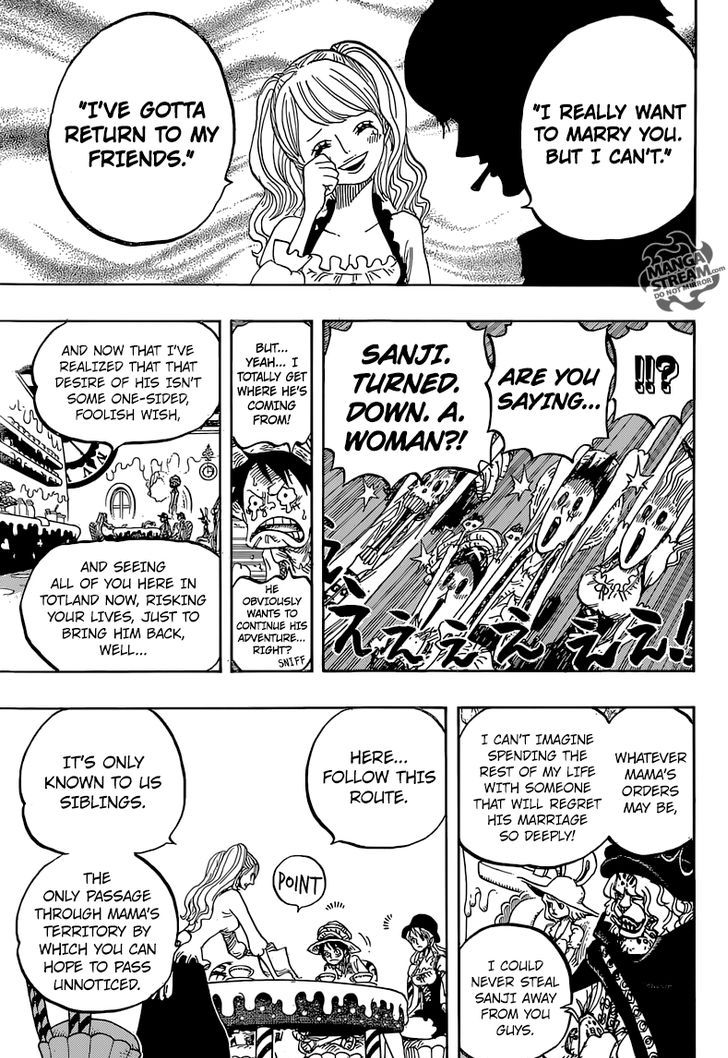 "I REALLY WANT
TO MARRY YOU.
BUT I CAN'T."
"I'VE GOTTA
RETURN TO MY
FRIENDS."
MANGA
STREAM.com
DO NOT MIRROR
!!?
ARE YOU
SAYING...
SANJI.
TURNED.
DOWN. A.
WOMAN?!
えええええええ!
BUT...
YEAH... I
TOTALLY GET
WHERE HE'S
COMING
FROM!
HE
OBVIOUSLY
WANTS TO
CONTINUE HIS
ADVENTURE...
RIGHT?
SNIFF
AND NOW THAT I'VE
REALIZED THAT THAT
DESIRE OF HIS ISN'T
SOME ONE-SIDED,
FOOLISH WISH,
AND SEEING
ALL OF YOU HERE IN
TOTLAND NOW, RISKING
YOUR LIVES, JUST TO
BRING HIM BACK,
WELL...
WHATEVER
MAMA'S
ORDERS
MAY BE,
I CAN'T IMAGINE
SPENDING THE
REST OF MY LIFE
WITH SOMEONE
THAT WILL REGRET
HIS MARRIAGE
SO DEEPLY!
I COULD
NEVER STEAL
SANJI AWAY
FROM YOU
GUYS.
HERE...
FOLLOW THIS
ROUTE.
POINT
IT'S ONLY
KNOWN TO US
SIBLINGS.
THE
ONLY PASSAGE
THROUGH MAMA'S
TERRITORY BY
WHICH YOU CAN
HOPE TO PASS
UNNOTICED.